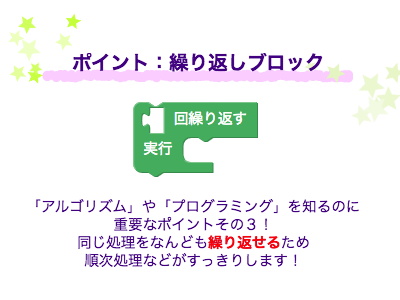 ポイント：繰り返しブロック
回繰り返す
実行
「アルゴリズム」や「プログラミング」を知るのに
重要なポイントその３！
同じ処理をなんども繰り返せるため
順次処理などがすっきりします！